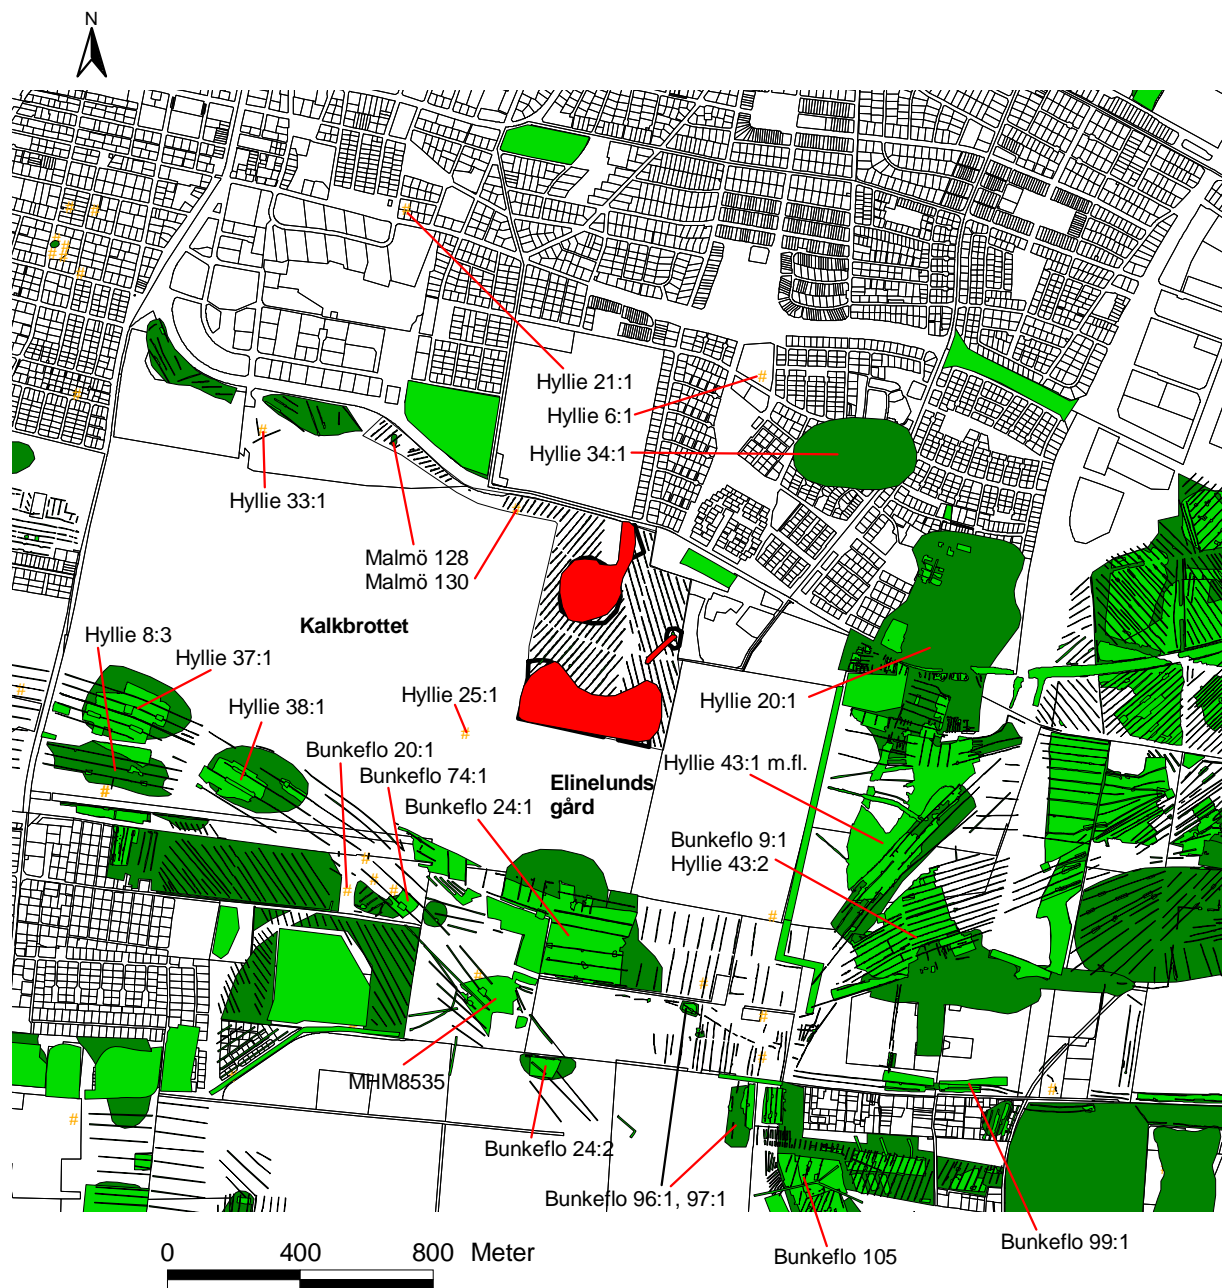 N
Hyllie 21:1
Hyllie 6:1
Hyllie 34:1
Hyllie 33:1
Malmö 128
Malmö 130
Kalkbrottet
Hyllie 8:3
Hyllie 37:1
Hyllie 38:1
Hyllie 25:1
Hyllie 20:1
Bunkeflo 20:1
Bunkeflo 74:1
Bunkeflo 24:1
Elinelunds
gård
Hyllie 43:1 m.fl.
Bunkeflo 9:1
Hyllie 43:2
MHM8535
Bunkeflo 24:2
Bunkeflo 96:1, 97:1
Bunkeflo 105
Bunkeflo 99:1
0 400 800 Meter